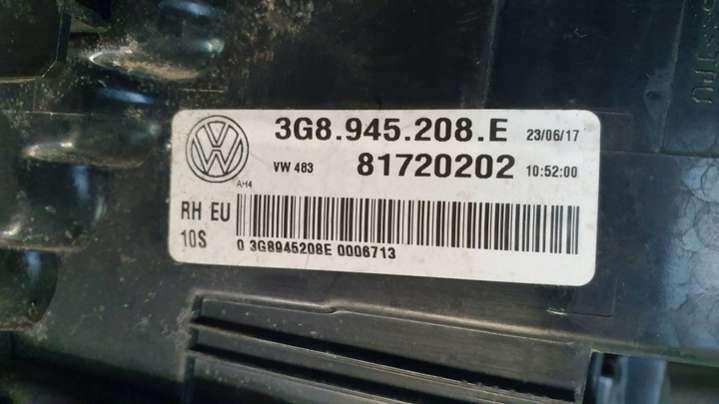 3G8.945.208.E 23/06/17
VW 483 81720202 10:52:00
AH4
RH EU
10S
0 3G8945208E 0006713